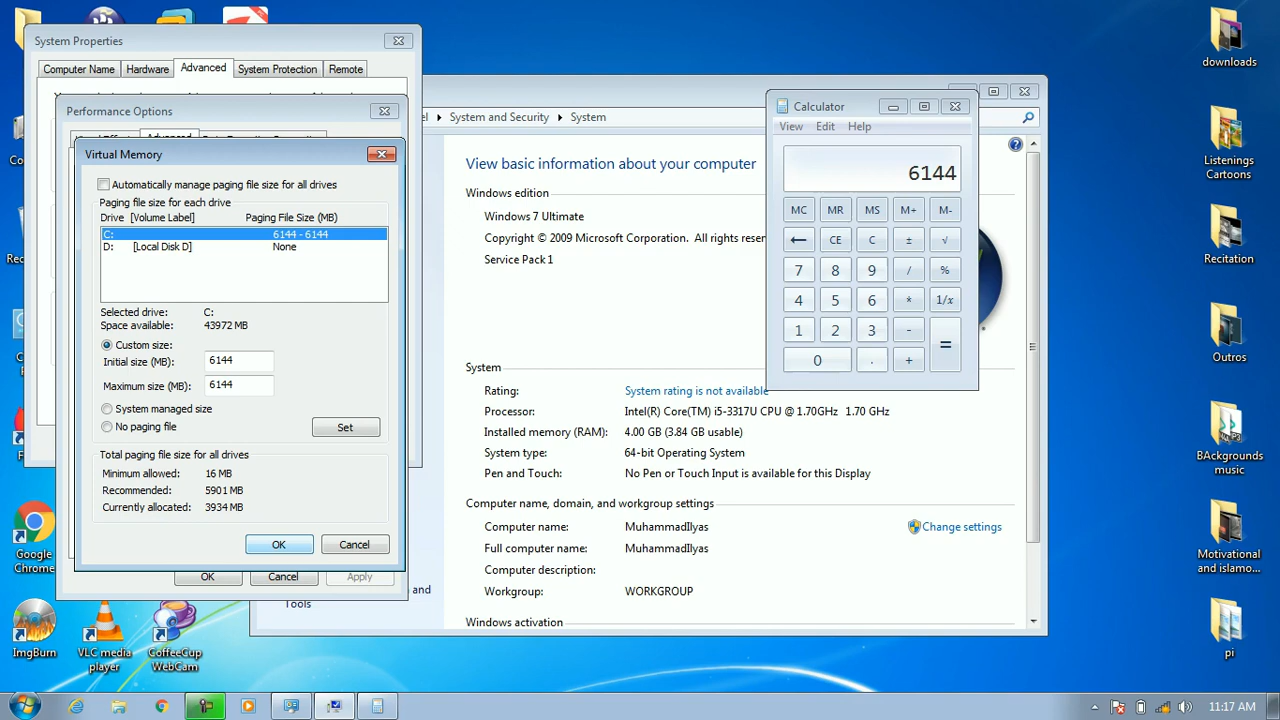 System Properties
Computer Name
Hardware
Advanced
System Protection
Remote
Performance Options
Advanced
Virtual Memory
Automatically manage paging file size for all drives
Paging file size for each drive
Drive [Volume Label] Paging File Size (MB)
C: 6144 - 6144
D: [Local Disk D] None
Selected drive: C:
Space available: 43972 MB
Custom size:
Initial size (MB): 6144
Maximum size (MB): 6144
System managed size
No paging file
Set
Total paging file size for all drives
Minimum allowed: 16 MB
Recommended: 5901 MB
Currently allocated: 3934 MB
OK
Cancel
OK
Cancel
Apply
and
Tools
System and Security
System
View basic information about your computer
Windows edition
Windows 7 Ultimate
Copyright © 2009 Microsoft Corporation. All rights rese
Service Pack 1
System
Rating: System rating is not available
Processor: Intel(R) Core(TM) i5-3317U CPU @ 1.70GHz 1.70 GHz
Installed memory (RAM): 4.00 GB (3.84 GB usable)
System type: 64-bit Operating System
Pen and Touch: No Pen or Touch Input is available for this Display
Computer name, domain, and workgroup settings
Computer name: MuhammadIlyas
Change settings
Full computer name: MuhammadIlyas
Computer description:
Workgroup: WORKGROUP
Windows activation
Calculator
View Edit Help
6144
MC MR MS M+ M-
← CE C ± √
7 8 9 / %
4 5 6 * 1/x
1 2 3 - =
0 . +
downloads
Listenings
Cartoons
Recitation
Outros
BAckgrounds
music
Motivational
and islamo...
pi
Google
Chrome
ImgBurn
VLC media
player
CoffeeCup
WebCam
11:17 AM